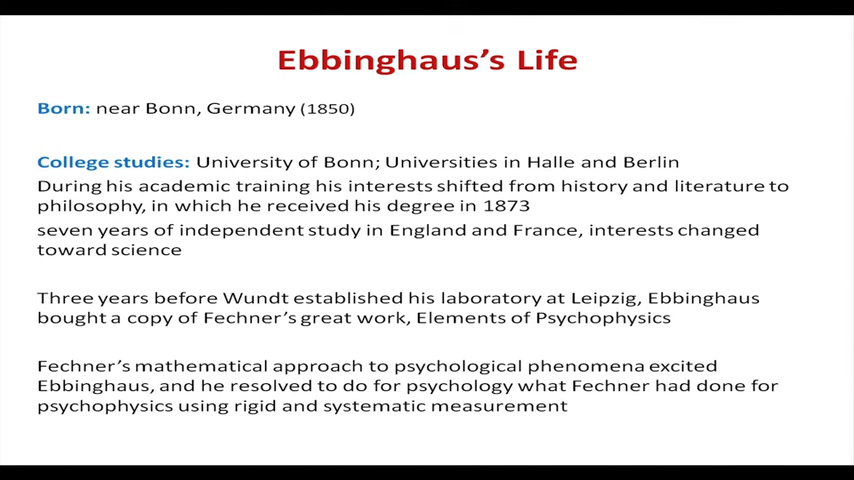 Ebbinghaus's Life
Born: near Bonn, Germany (1850)
College studies: University of Bonn; Universities in Halle and Berlin
During his academic training his interests shifted from history and literature to
philosophy, in which he received his degree in 1873
seven years of independent study in England and France, interests changed
toward science
Three years before Wundt established his laboratory at Leipzig, Ebbinghaus
bought a copy of Fechner's great work, Elements of Psychophysics
Fechner's mathematical approach to psychological phenomena excited
Ebbinghaus, and he resolved to do for psychology what Fechner had done for
psychophysics using rigid and systematic measurement